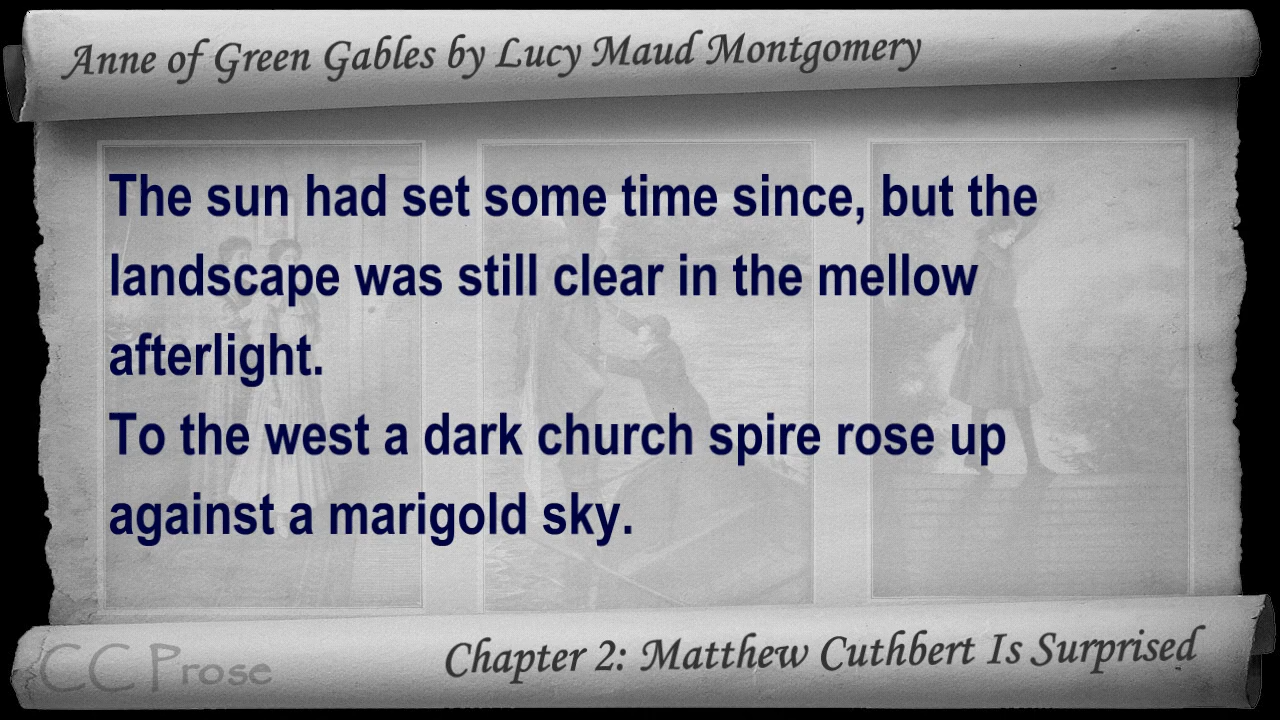 Anne of Green Gables by Lucy Maud Montgomery
The sun had set some time since, but the
landscape was still clear in the mellow
afterlight.
To the west a dark church spire rose up
against a marigold sky.
CC Prose
Chapter 2: Matthew Cuthbert Is Surprised